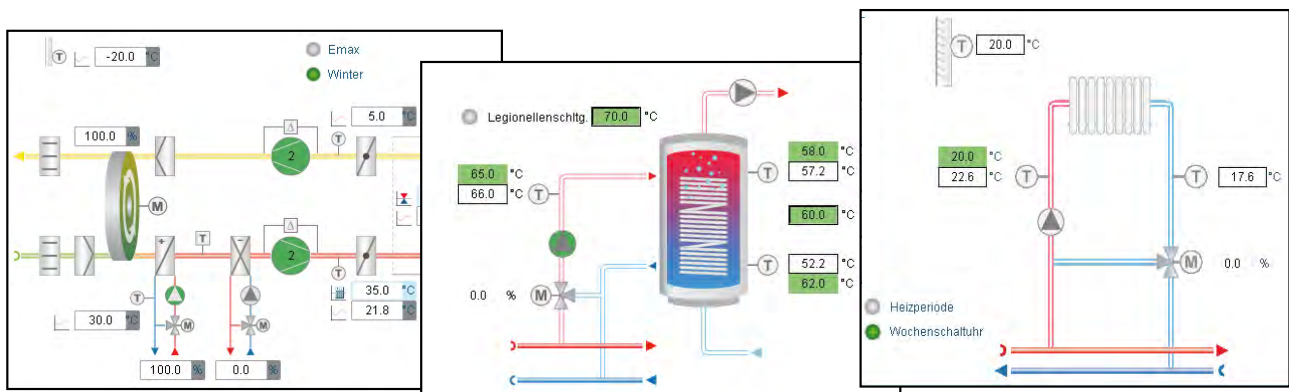 -20.0 °C
T
Emax
Winter
100.0 %
5.0 °C
Δ
2
T
M
T
Δ
2
+
-
T
T
35.0 °C
21.8 °C
30.0 °C
M
M
100.0 %
0.0 %
Legionellenschltg. 70.0 °C
65.0 °C
66.0 °C
T
58.0 °C
57.2 °C
T
60.0 °C
52.2 °C
62.0 °C
T
0.0 %
M
T
20.0 °C
20.0 °C
22.6 °C
T
T
17.6 °C
M
0.0 %
Heizperiode
Wochenschaltuhr